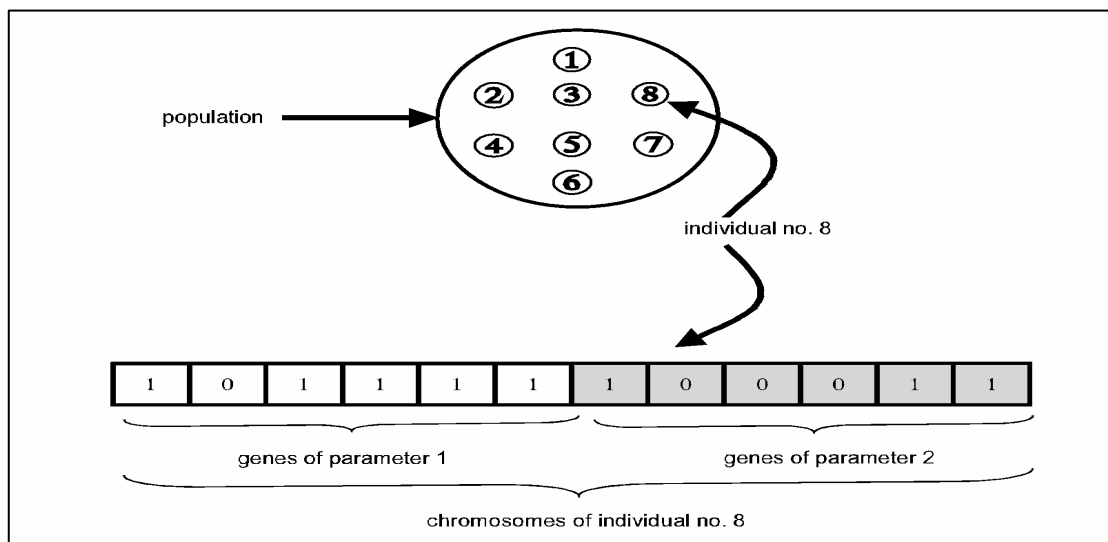 1
2 3 8
population
4 5 7
6
individual no. 8
1 0 1 1 1 1 1 0 0 0 1 1
genes of parameter 1 genes of parameter 2
chromosomes of individual no. 8